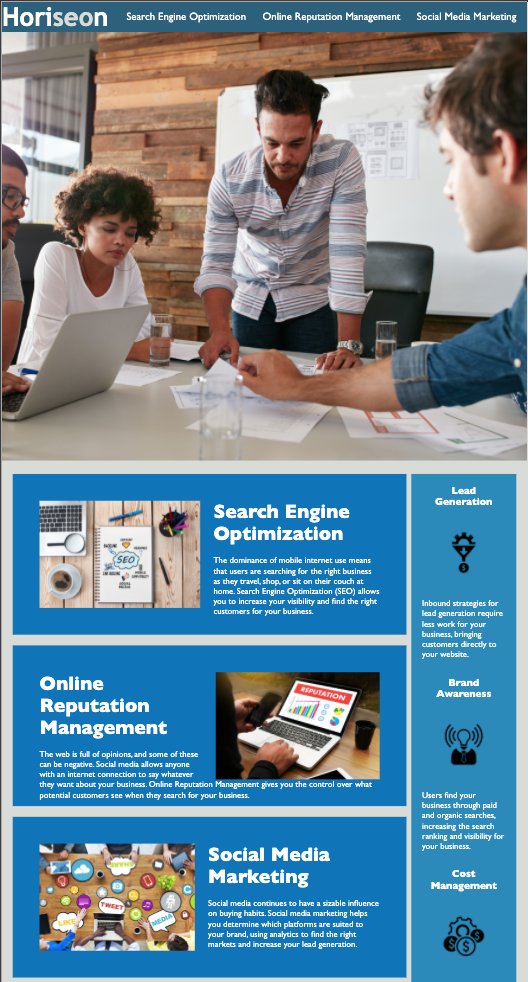 Horiseon
Search Engine Optimization Online Reputation Management Social Media Marketing
Search Engine
Optimization
The dominance of mobile internet use means
that users are searching for the right business
as they travel, shop, or sit on their couch at
home. Search Engine Optimization (SEO) allows
you to increase your visibility and find the right
customers for your business.
SEO
Online
Reputation
Management
The web is full of opinions, and some of these
can be negative. Social media allows anyone
with an internet connection to say whatever
they want about your business. Online Reputation Management gives you the control over what
potential customers see when they search for your business.
REPUTATION
Social Media
Marketing
Social media continues to have a sizable influence
on buying habits. Social media marketing helps
you determine which platforms are suited to
your brand, using analytics to find the right
markets and increase your lead generation.
SHARE
TWEET
LIKE
MEDIA
Lead
Generation
Inbound strategies for
lead generation require
less work for your
business, bringing
customers directly to
your website.
Brand
Awareness
Users find your
business through paid
and organic searches,
increasing the search
ranking and visibility for
your business.
Cost
Management